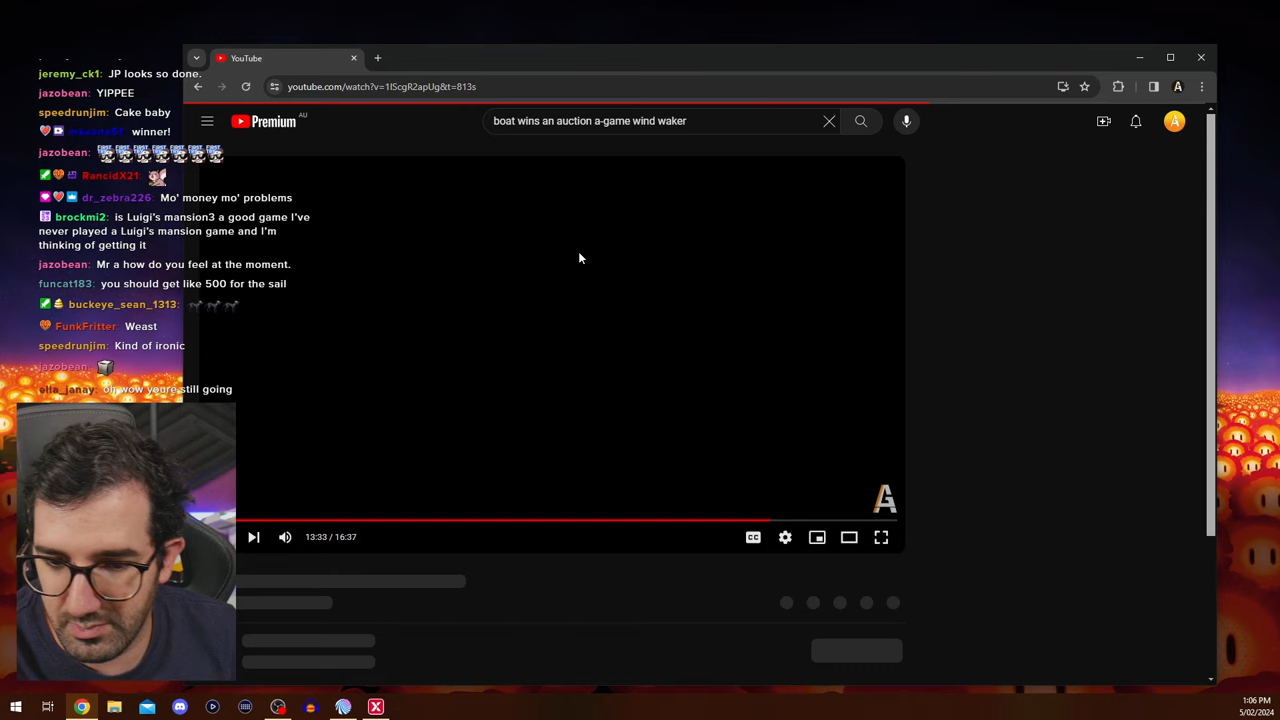 YouTube
youtube.com/watch?v=1lScgR2apUg&t=813s
Premium AU
boat wins an auction a-game wind waker
jeremy_ck1: JP looks so done.
jazobean: YIPPEE
speedrunjim: Cake baby
winner!
jazobean:
RancidX21:
dr_zebra226: Mo' money mo' problems
brockmi2: is Luigi's mansion3 a good game I've
never played a Luigi's mansion game and I'm
thinking of getting it
jazobean: Mr a how do you feel at the moment.
funcat183: you should get like 500 for the sail
buckeye_sean_1313:
FunkFritter: Weast
speedrunjim: Kind of ironic
jazobean:
ella_janay: oh wow youre still going
AG
13:33 / 16:37
CC
1:06 PM
5/02/2024